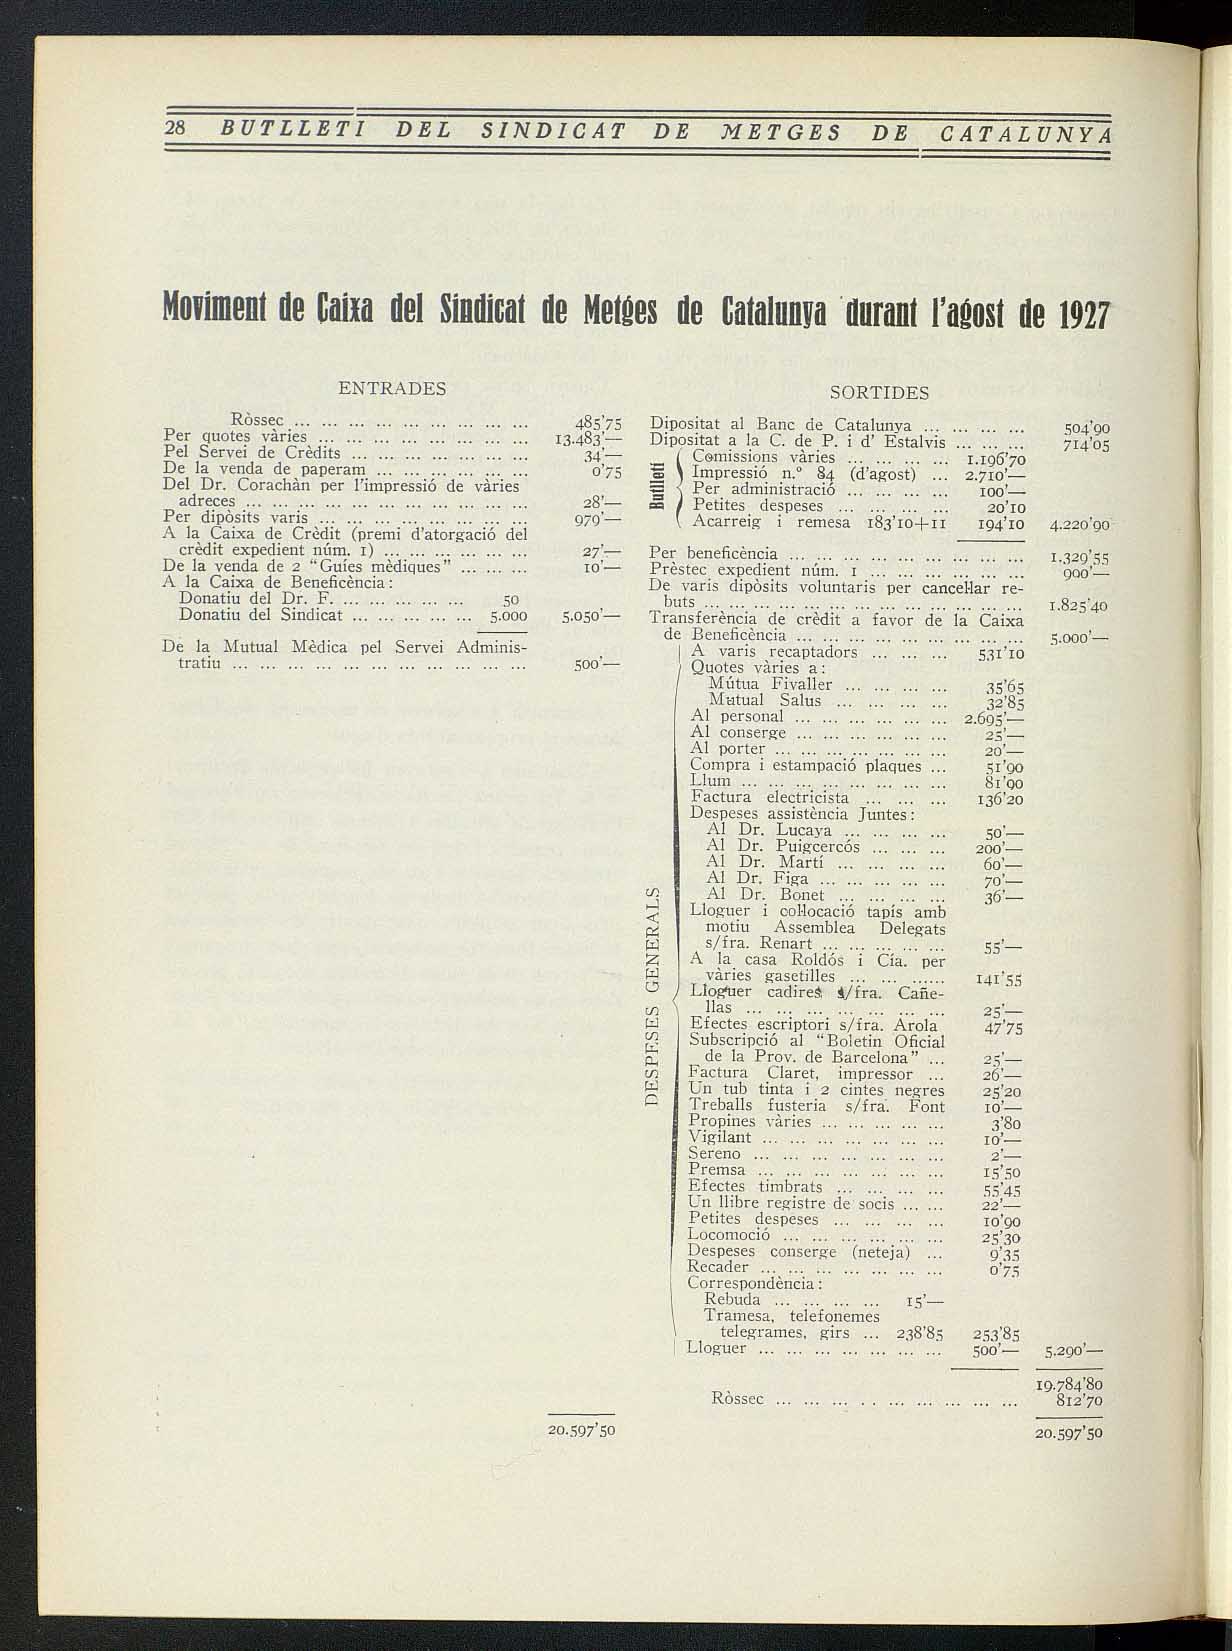 28 BUTLLETÍ DEL SINDICAT DE METGES DE CATALUNYA
Moviment de Caixa del Sindicat de Metges de Catalunya durant l'agost de 1927
ENTRADES
Ròssec ... ... ... ... ... ... ... ... ... 485'75
Per quotes vàries ... ... ... ... ... ... ... ... 13.483'—
Pel Servei de Crèdits ... ... ... ... ... ... ... 34'—
De la venda de paperam ... ... ... ... ... ... 0'75
Del Dr. Corachàn per l'impressió de vàries
adreces ... ... ... ... ... ... ... ... ... ... ... 28'—
Per dipòsits varis ... ... ... ... ... ... ... ... 979'—
A la Caixa de Crèdit (premi d'atorgació del
crèdit expedient núm. 1) ... ... ... ... ... ... 27'—
De la venda de 2 "Guíes mèdiques" ... ... ... 10'—
A la Caixa de Beneficència:
Donatiu del Dr. F. ... ... ... ... ... 50
Donatiu del Sindicat ... ... ... ... ... 5.000 5.050'—
De la Mutual Mèdica pel Servei Adminis-
tratiu ... ... ... ... ... ... ... ... ... ... ... 500'—
20.597'50
SORTIDES
Dipositat al Banc de Catalunya ... ... ... ... 504'90
Dipositat a la C. de P. i d' Estalvis ... ... ... 714'05
Butlletí
Comissions vàries ... ... ... ... 1.196'70
Impressió n.º 84 (d'agost) ... 2.710'—
Per administració ... ... ... ... 100'—
Petites despeses ... ... ... ... 20'10
Acarreig i remesa 183'10+11 194'10 4.220'90
Per beneficència ... ... ... ... ... ... ... ... ... 1.329'55
Prèstec expedient núm. 1 ... ... ... ... ... ... 900'—
De varis dipòsits voluntaris per cancel·lar re-
buts ... ... ... ... ... ... ... ... ... ... ... ... ... 1.825'40
Transferència de crèdit a favor de la Caixa
de Beneficència ... ... ... ... ... ... ... ... ... 5.000'—
DESPESES GENERALS
A varis recaptadors ... ... ... 531'10
Quotes vàries a:
Mútua Fivaller ... ... ... ... 35'65
Mutual Salus ... ... ... ... 32'85
Al personal ... ... ... ... ... ... 2.695'—
Al conserge ... ... ... ... ... ... 25'—
Al porter ... ... ... ... ... ... ... 20'—
Compra i estampació plaques ... 51'90
Llum ... ... ... ... ... ... ... ... 81'90
Factura electricista ... ... ... 136'20
Despeses assistència Juntes:
Al Dr. Lucaya ... ... ... ... 50'—
Al Dr. Puigcercós ... ... ... 200'—
Al Dr. Martí ... ... ... ... 60'—
Al Dr. Figa ... ... ... ... ... 70'—
Al Dr. Bonet ... ... ... ... 36'—
Lloguer i col·locació tapís amb
motiu Assemblea Delegats
s/fra. Renart ... ... ... ... ... 55'—
A la casa Roldós i Cía. per
vàries gasetilles ... ... ...... 141'55
Lloguer cadires s/fra. Cañe-
llas ... ... ... ... ... ... ... 25'—
Efectes escriptori s/fra. Arola 47'75
Subscripció al "Boletin Oficial
de la Prov. de Barcelona" ... 25'—
Factura Claret, impressor ... 26'—
Un tub tinta i 2 cintes negres 25'20
Treballs fusteria s/fra. Font 10'—
Propines vàries ... ... ... ... ... 3'80
Vigilant ... ... ... ... ... ... ... 10'—
Sereno ... ... ... ... ... ... ... 2'—
Premsa ... ... ... ... ... ... ... 15'50
Efectes timbrats ... ... ... ... 55'45
Un llibre registre de socis ... ... 22'—
Petites despeses ... ... ... ... 10'90
Locomoció ... ... ... ... ... ... 25'30
Despeses conserge (neteja) ... 9'35
Recader ... ... ... ... ... ... ... 0'75
Correspondència:
Rebuda ... ... ... ... 15'—
Tramesa, telefonemes
telegrames, girs ... 238'85 253'85
Lloguer ... ... ... ... ... ... ... 500'— 5.290'—
19.784'80
Ròssec ... ... ... . . ... ... ... ... ... 812'70
20.597'50